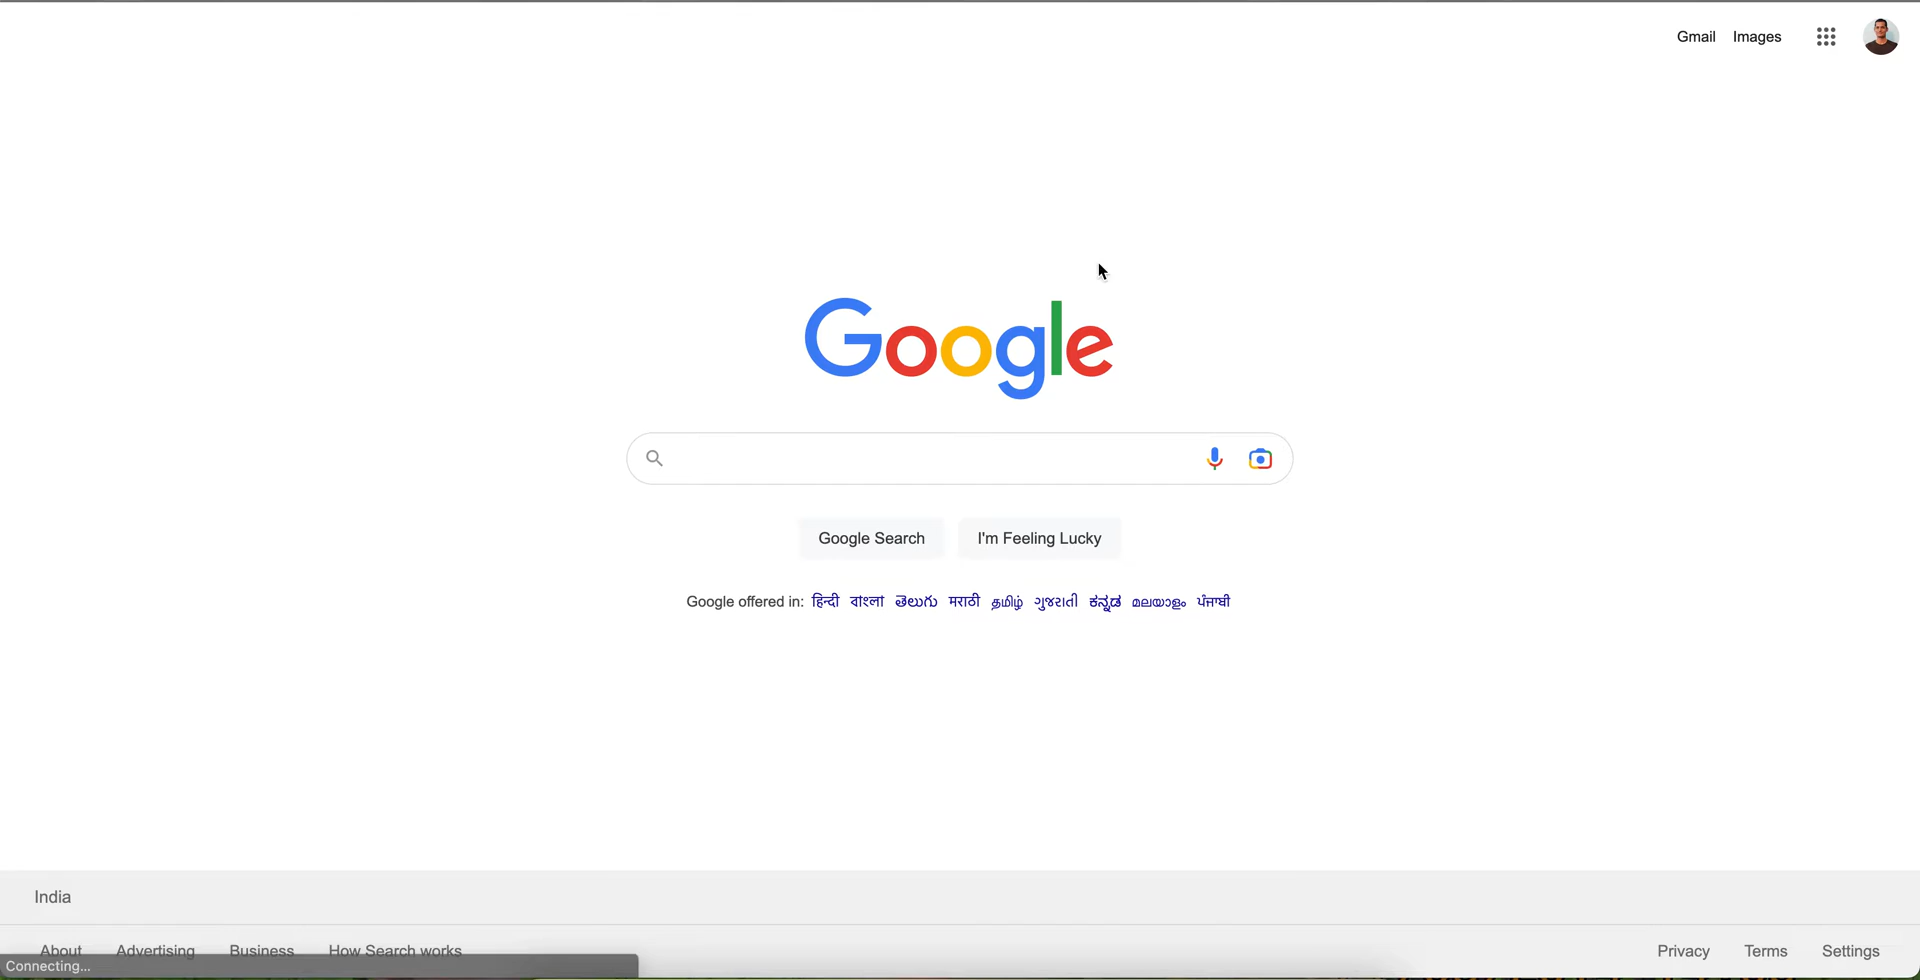 Gmail Images
Google
Google Search I'm Feeling Lucky
Google offered in: हिन्दी বাংলা తెలుగు मराठी தமிழ் ગુજરાતી ಕನ್ನಡ മലയാളം ਪੰਜਾਬੀ
India
About Advertising Business How Search works Privacy Terms Settings
Connecting...